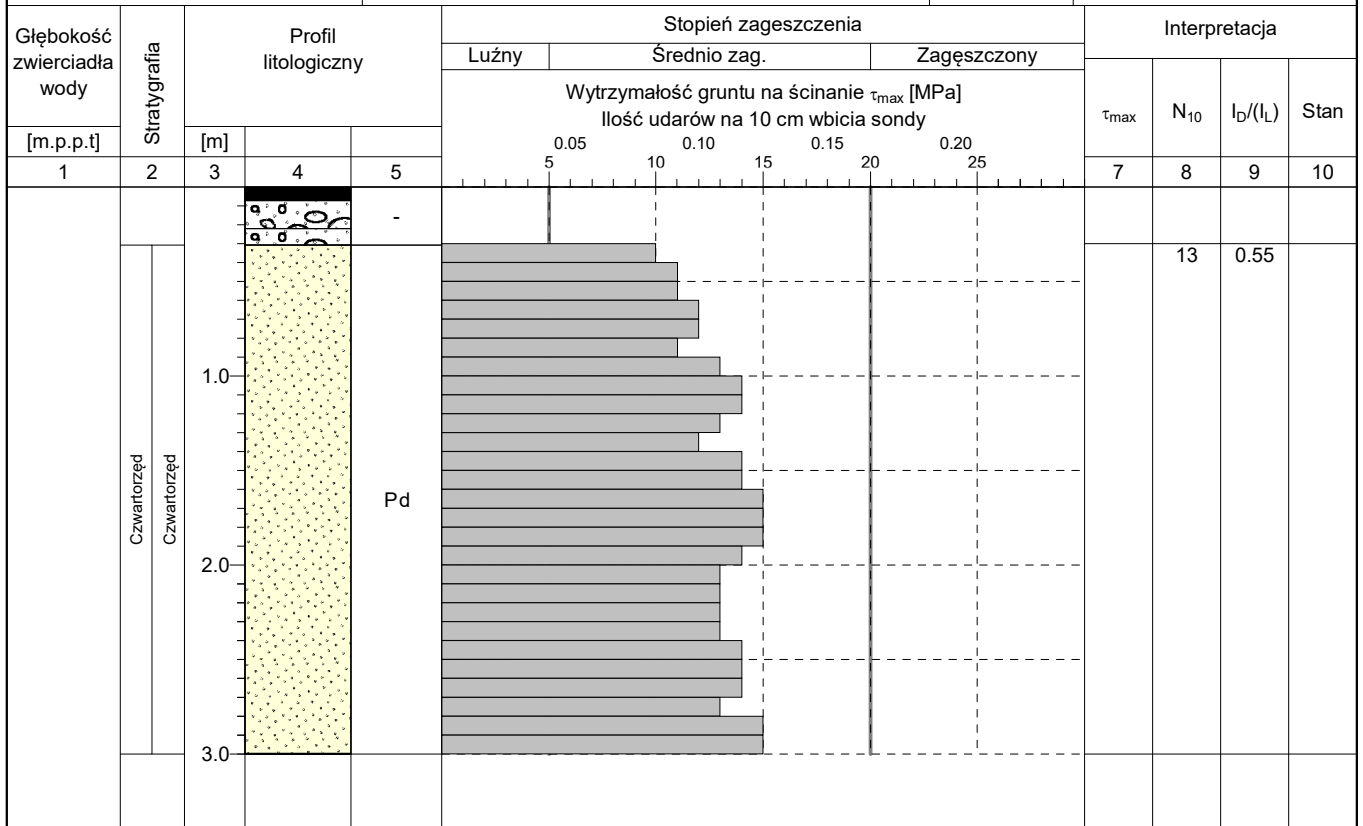 Głębokość
zwierciadła
wody
[m.p.p.t]
Stratygrafia
Profil
litologiczny
[m]
Stopień zageszczenia
Luźny
Średnio zag.
Zagęszczony
Wytrzymałość gruntu na ścinanie τmax [MPa]
Ilość udarów na 10 cm wbicia sondy
0.05 0.10 0.15 0.20
5 10 15 20 25
Interpretacja
τmax
N10
ID/(IL)
Stan
1 2 3 4 5 7 8 9 10
-
13 0.55
1.0
Czwartorzęd
Czwartorzęd
Pd
2.0
3.0